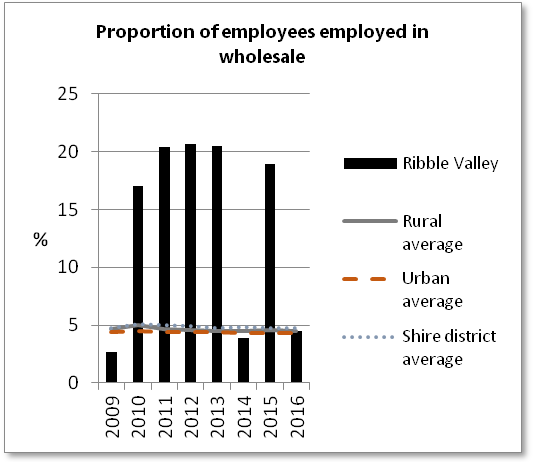 Proportion of employees employed in
wholesale
25
20
15
10
5
0
%
2009
2010
2011
2012
2013
2014
2015
2016
Ribble Valley
Rural
average
Urban
average
Shire district
average